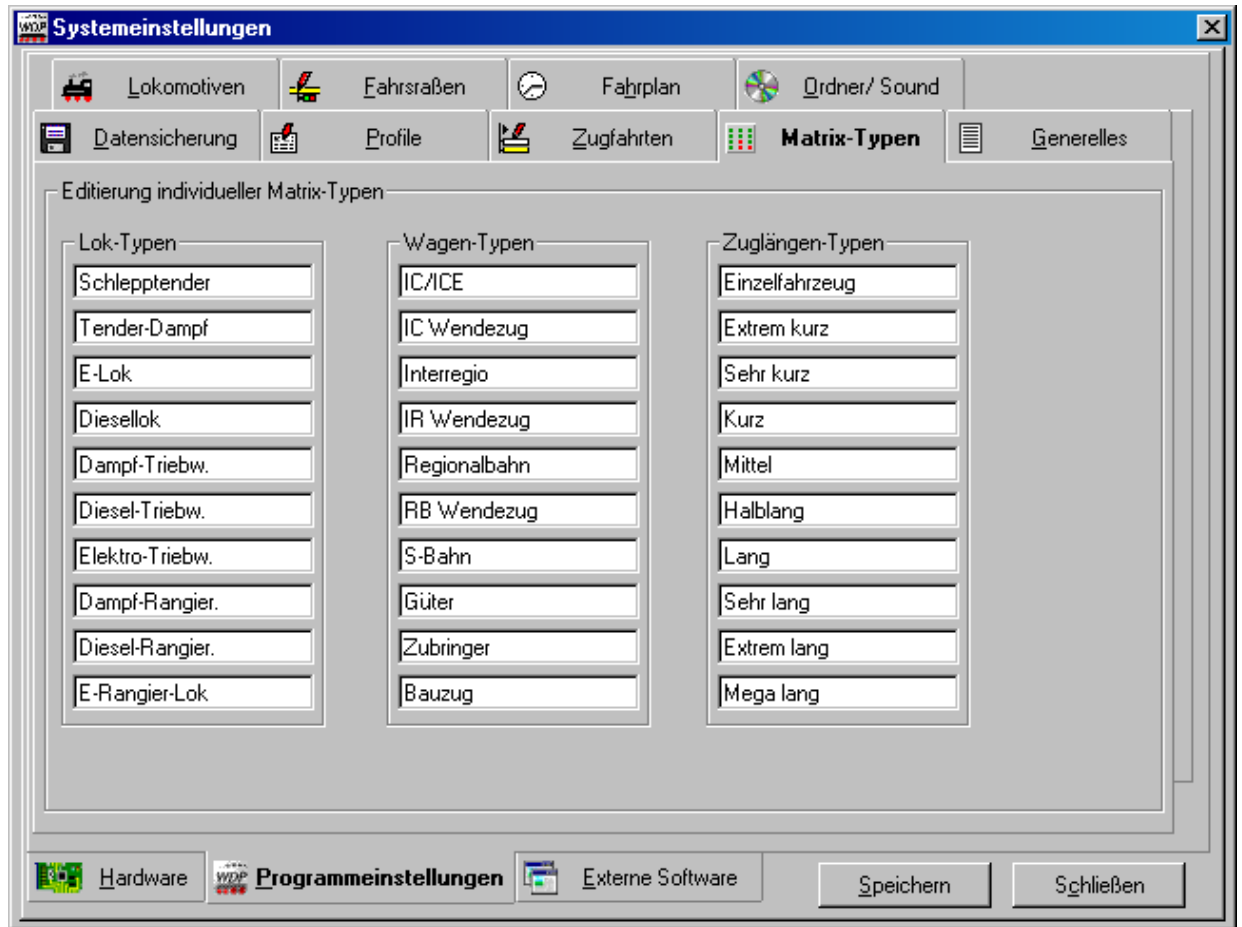 WDP Systemeinstellungen
Lokomotiven Fahrsraßen Fahrplan Ordner/ Sound
Datensicherung Profile Zugfahrten Matrix-Typen Generelles
Editierung individueller Matrix-Typen
Lok-Typen Wagen-Typen Zuglängen-Typen
Schlepptender IC/ICE Einzelfahrzeug
Tender-Dampf IC Wendezug Extrem kurz
E-Lok Interregio Sehr kurz
Diesellok IR Wendezug Kurz
Dampf-Triebw. Regionalbahn Mittel
Diesel-Triebw. RB Wendezug Halblang
Elektro-Triebw. S-Bahn Lang
Dampf-Rangier. Güter Sehr lang
Diesel-Rangier. Zubringer Extrem lang
E-Rangier-Lok Bauzug Mega lang
Hardware WDP Programmeinstellungen Externe Software Speichern Schließen